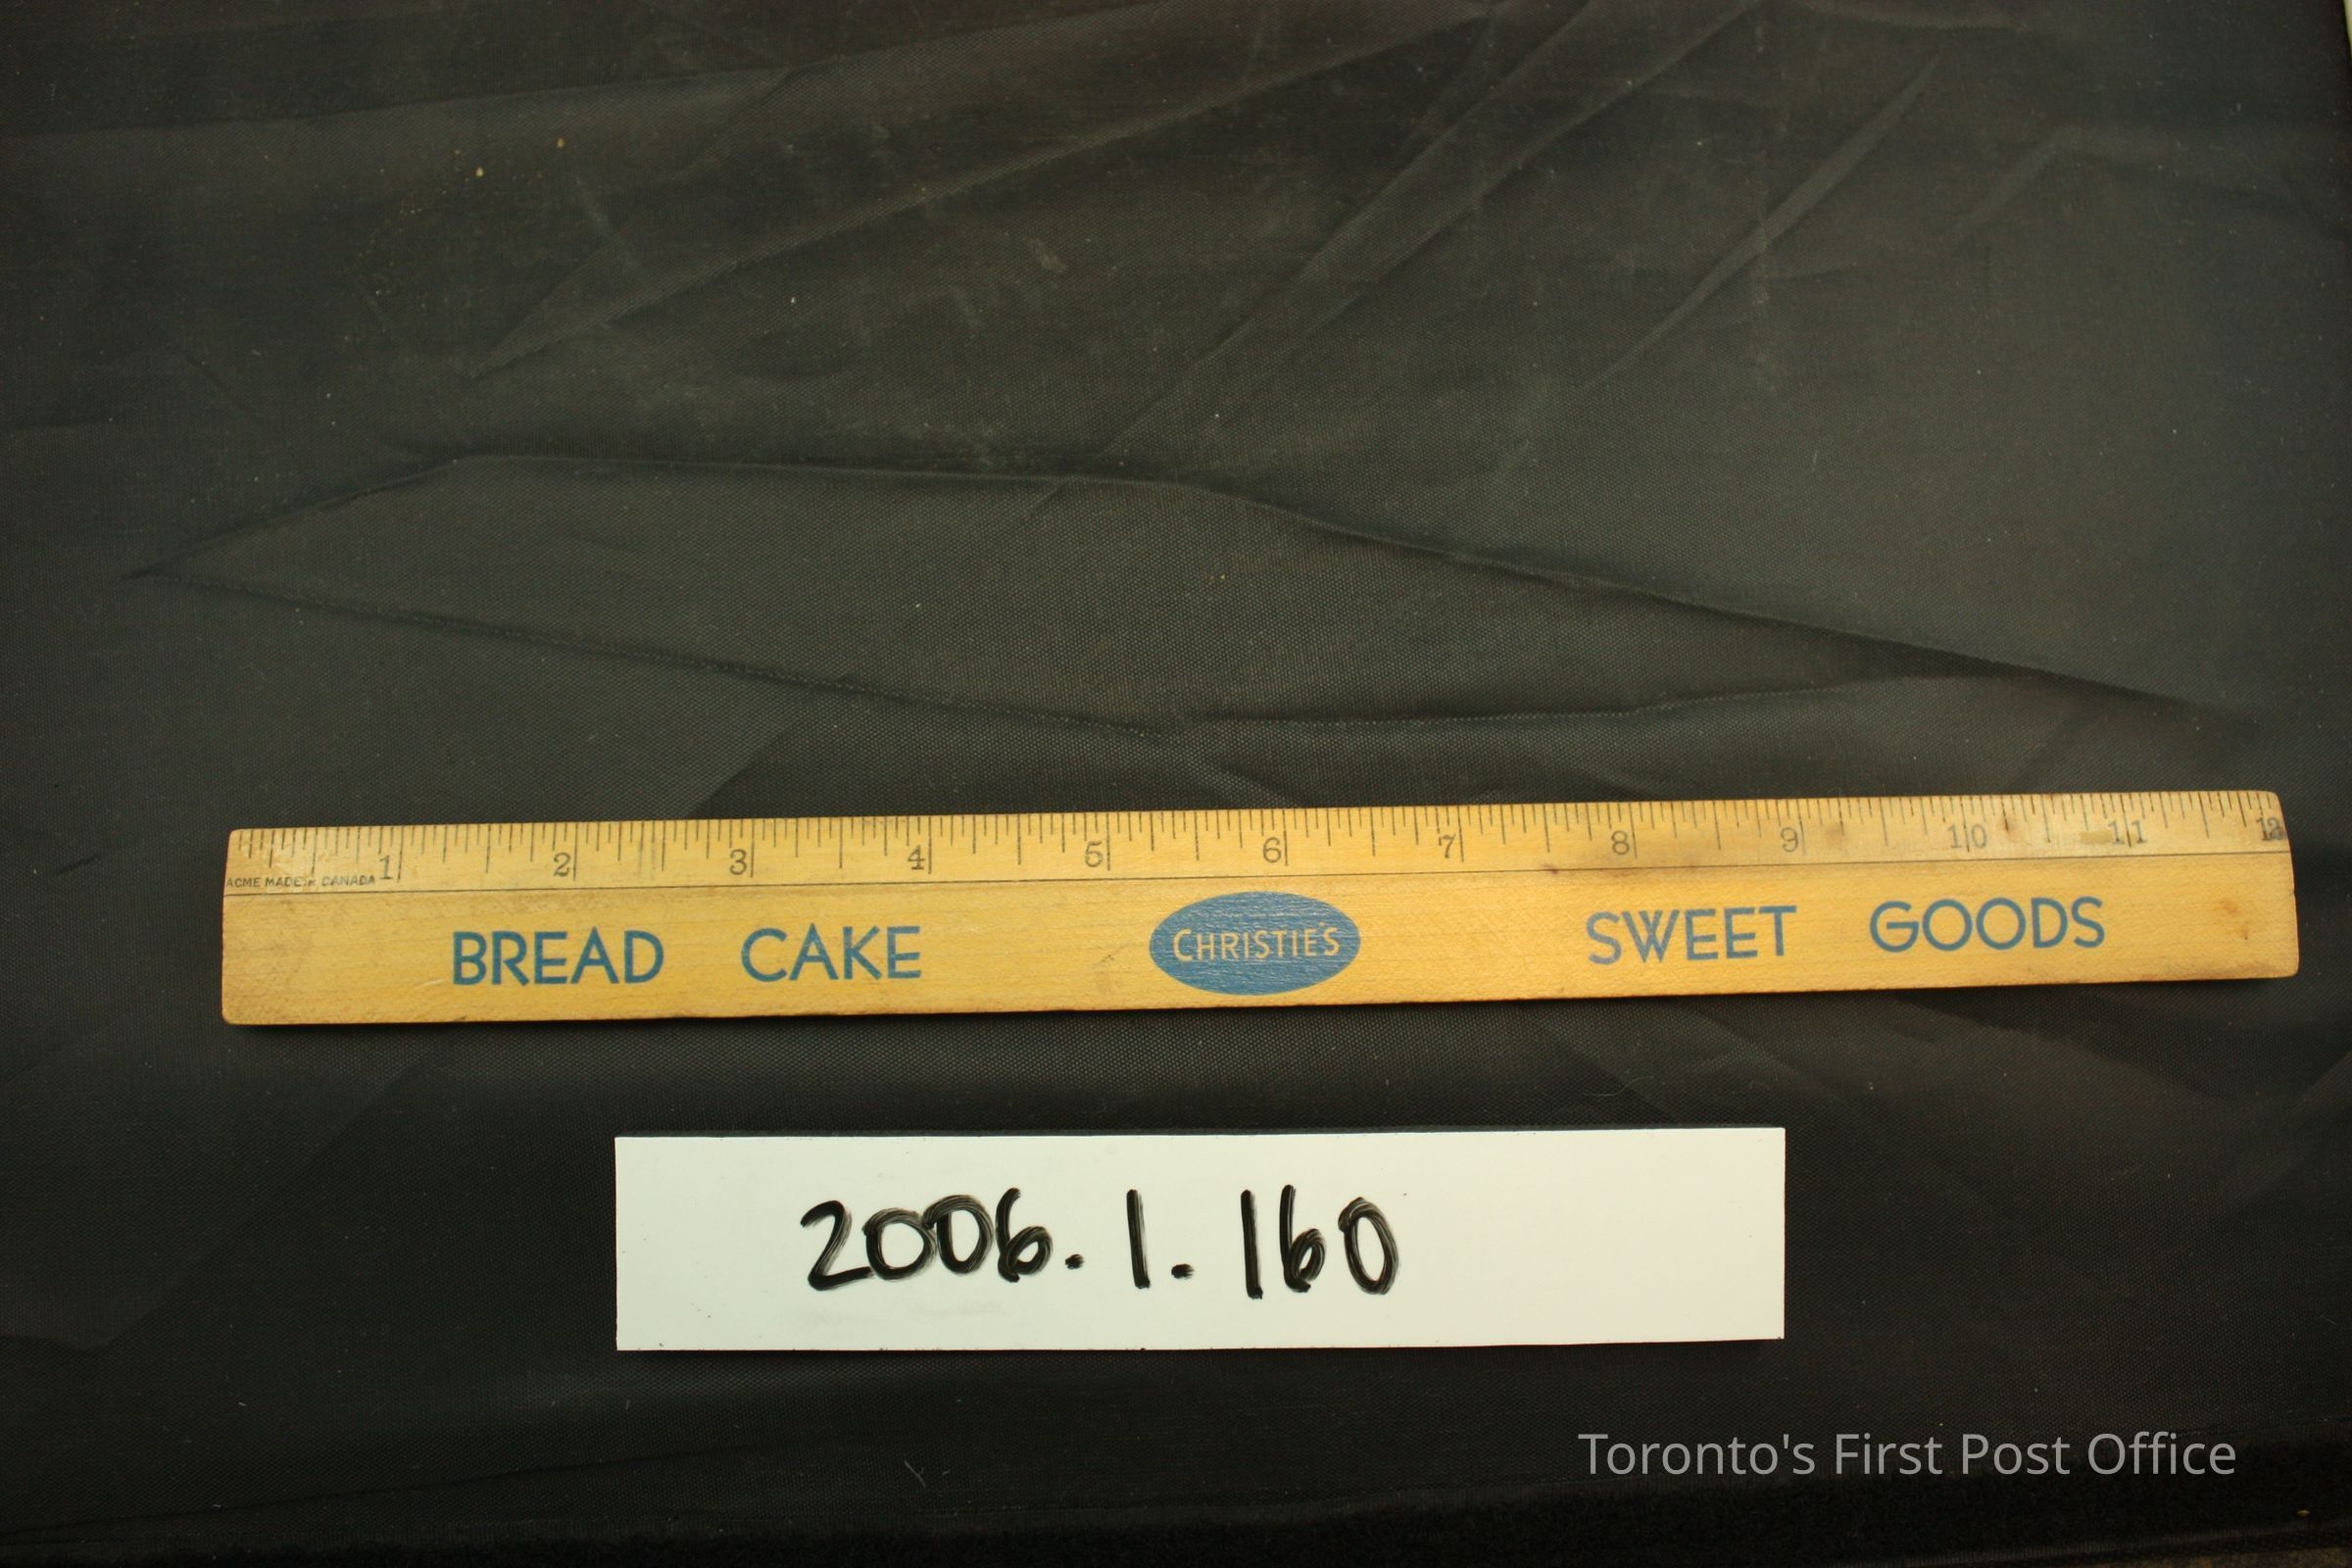 1 2 3 4 5 6 7 8 9 10 11 12
ACME MADE IN CANADA
BREAD CAKE CHRISTIE'S SWEET GOODS
2006.1.160
Toronto's First Post Office